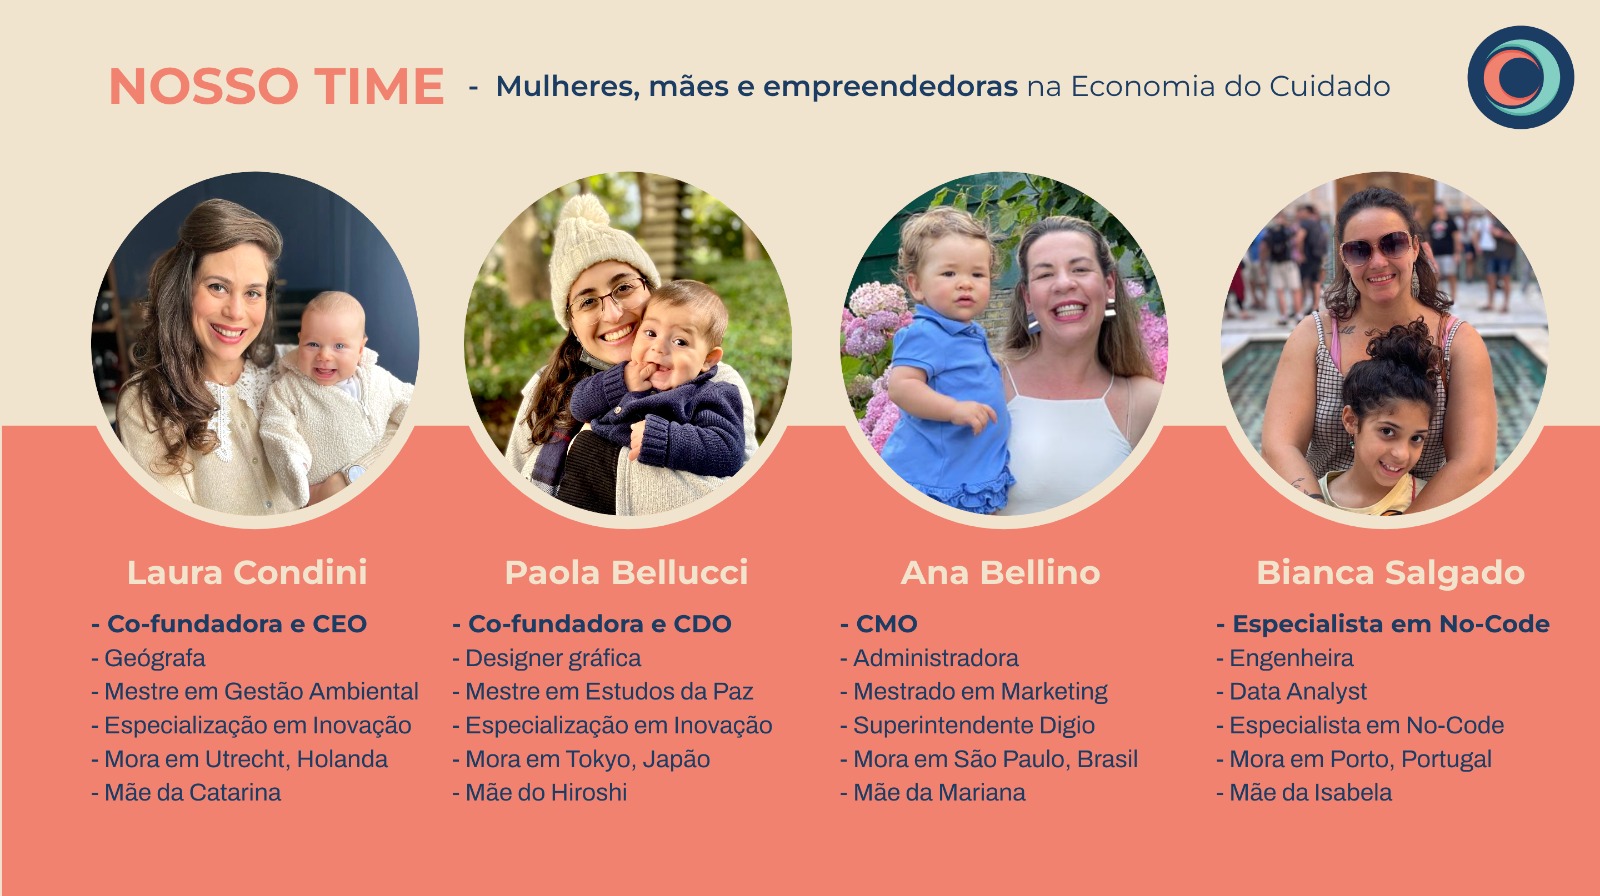 NOSSO TIME - Mulheres, mães e empreendedoras na Economia do Cuidado
Laura Condini
- Co-fundadora e CEO
- Geógrafa
- Mestre em Gestão Ambiental
- Especialização em Inovação
- Mora em Utrecht, Holanda
- Mãe da Catarina
Paola Bellucci
- Co-fundadora e CDO
- Designer gráfica
- Mestre em Estudos da Paz
- Especialização em Inovação
- Mora em Tokyo, Japão
- Mãe do Hiroshi
Ana Bellino
- CMO
- Administradora
- Mestrado em Marketing
- Superintendente Digio
- Mora em São Paulo, Brasil
- Mãe da Mariana
Bianca Salgado
- Especialista em No-Code
- Engenheira
- Data Analyst
- Especialista em No-Code
- Mora em Porto, Portugal
- Mãe da Isabela